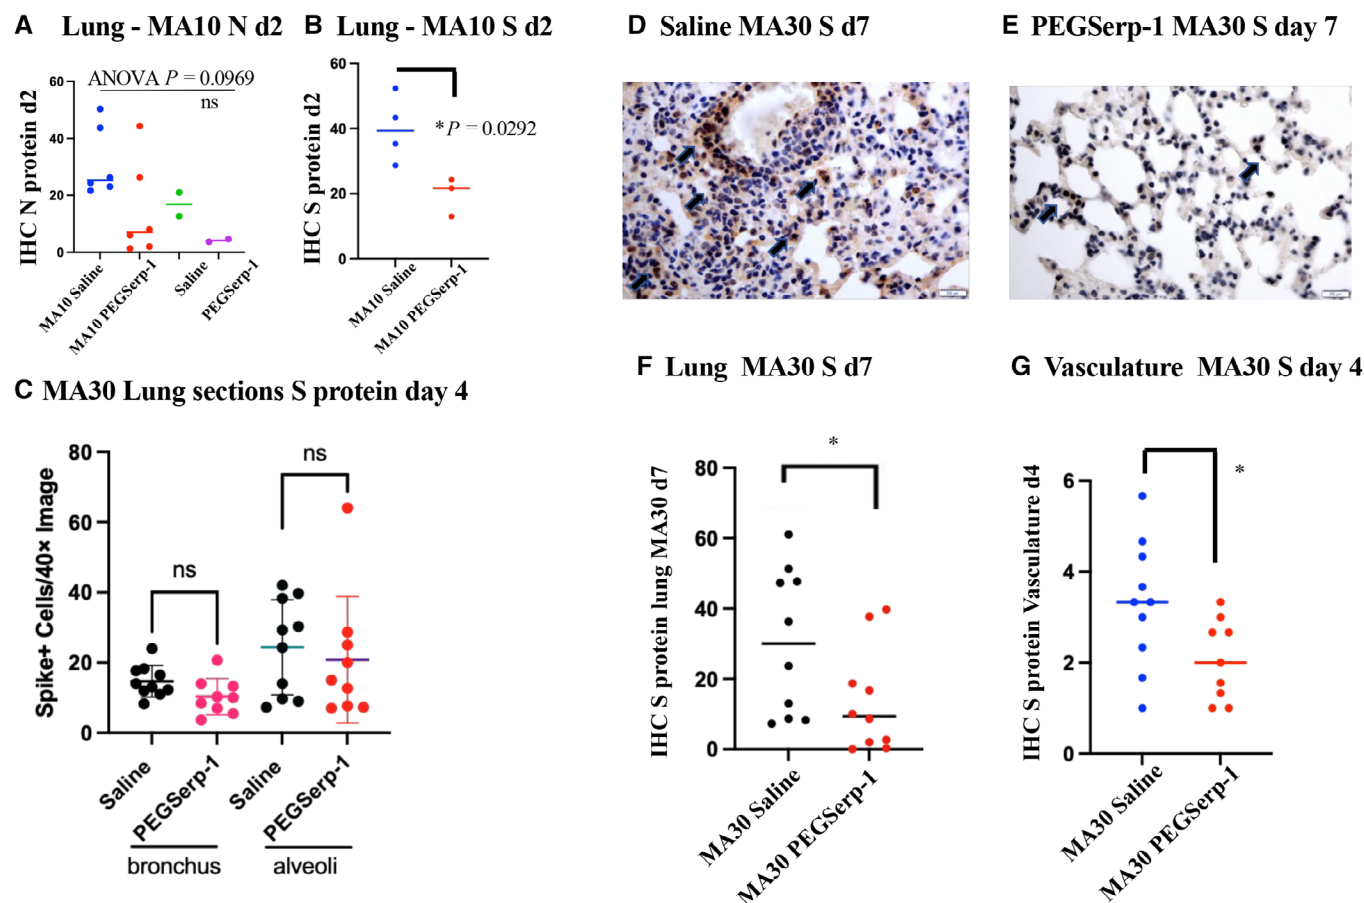 A Lung - MA10 N d2
IHC N protein d2
60
40
20
0
ANOVA P = 0.0969
ns
MA10 Saline
MA10 PEGSerp-1
Saline
PEGSerp-1
B Lung - MA10 S d2
IHC S protein d2
60
40
20
0
*P = 0.0292
MA10 Saline
MA10 PEGSerp-1
C MA30 Lung sections S protein day 4
Spike+ Cells/40× Image
80
60
40
20
0
ns
ns
Saline
PEGSerp-1
Saline
PEGSerp-1
bronchus
alveoli
D Saline MA30 S d7
E PEGSerp-1 MA30 S day 7
F Lung MA30 S d7
IHC S protein lung MA30 d7
80
60
40
20
0
*
MA30 Saline
MA30 PEGSerp-1
G Vasculature MA30 S day 4
IHC S protein Vasculature d4
6
4
2
0
*
MA30 Saline
MA30 PEGSerp-1